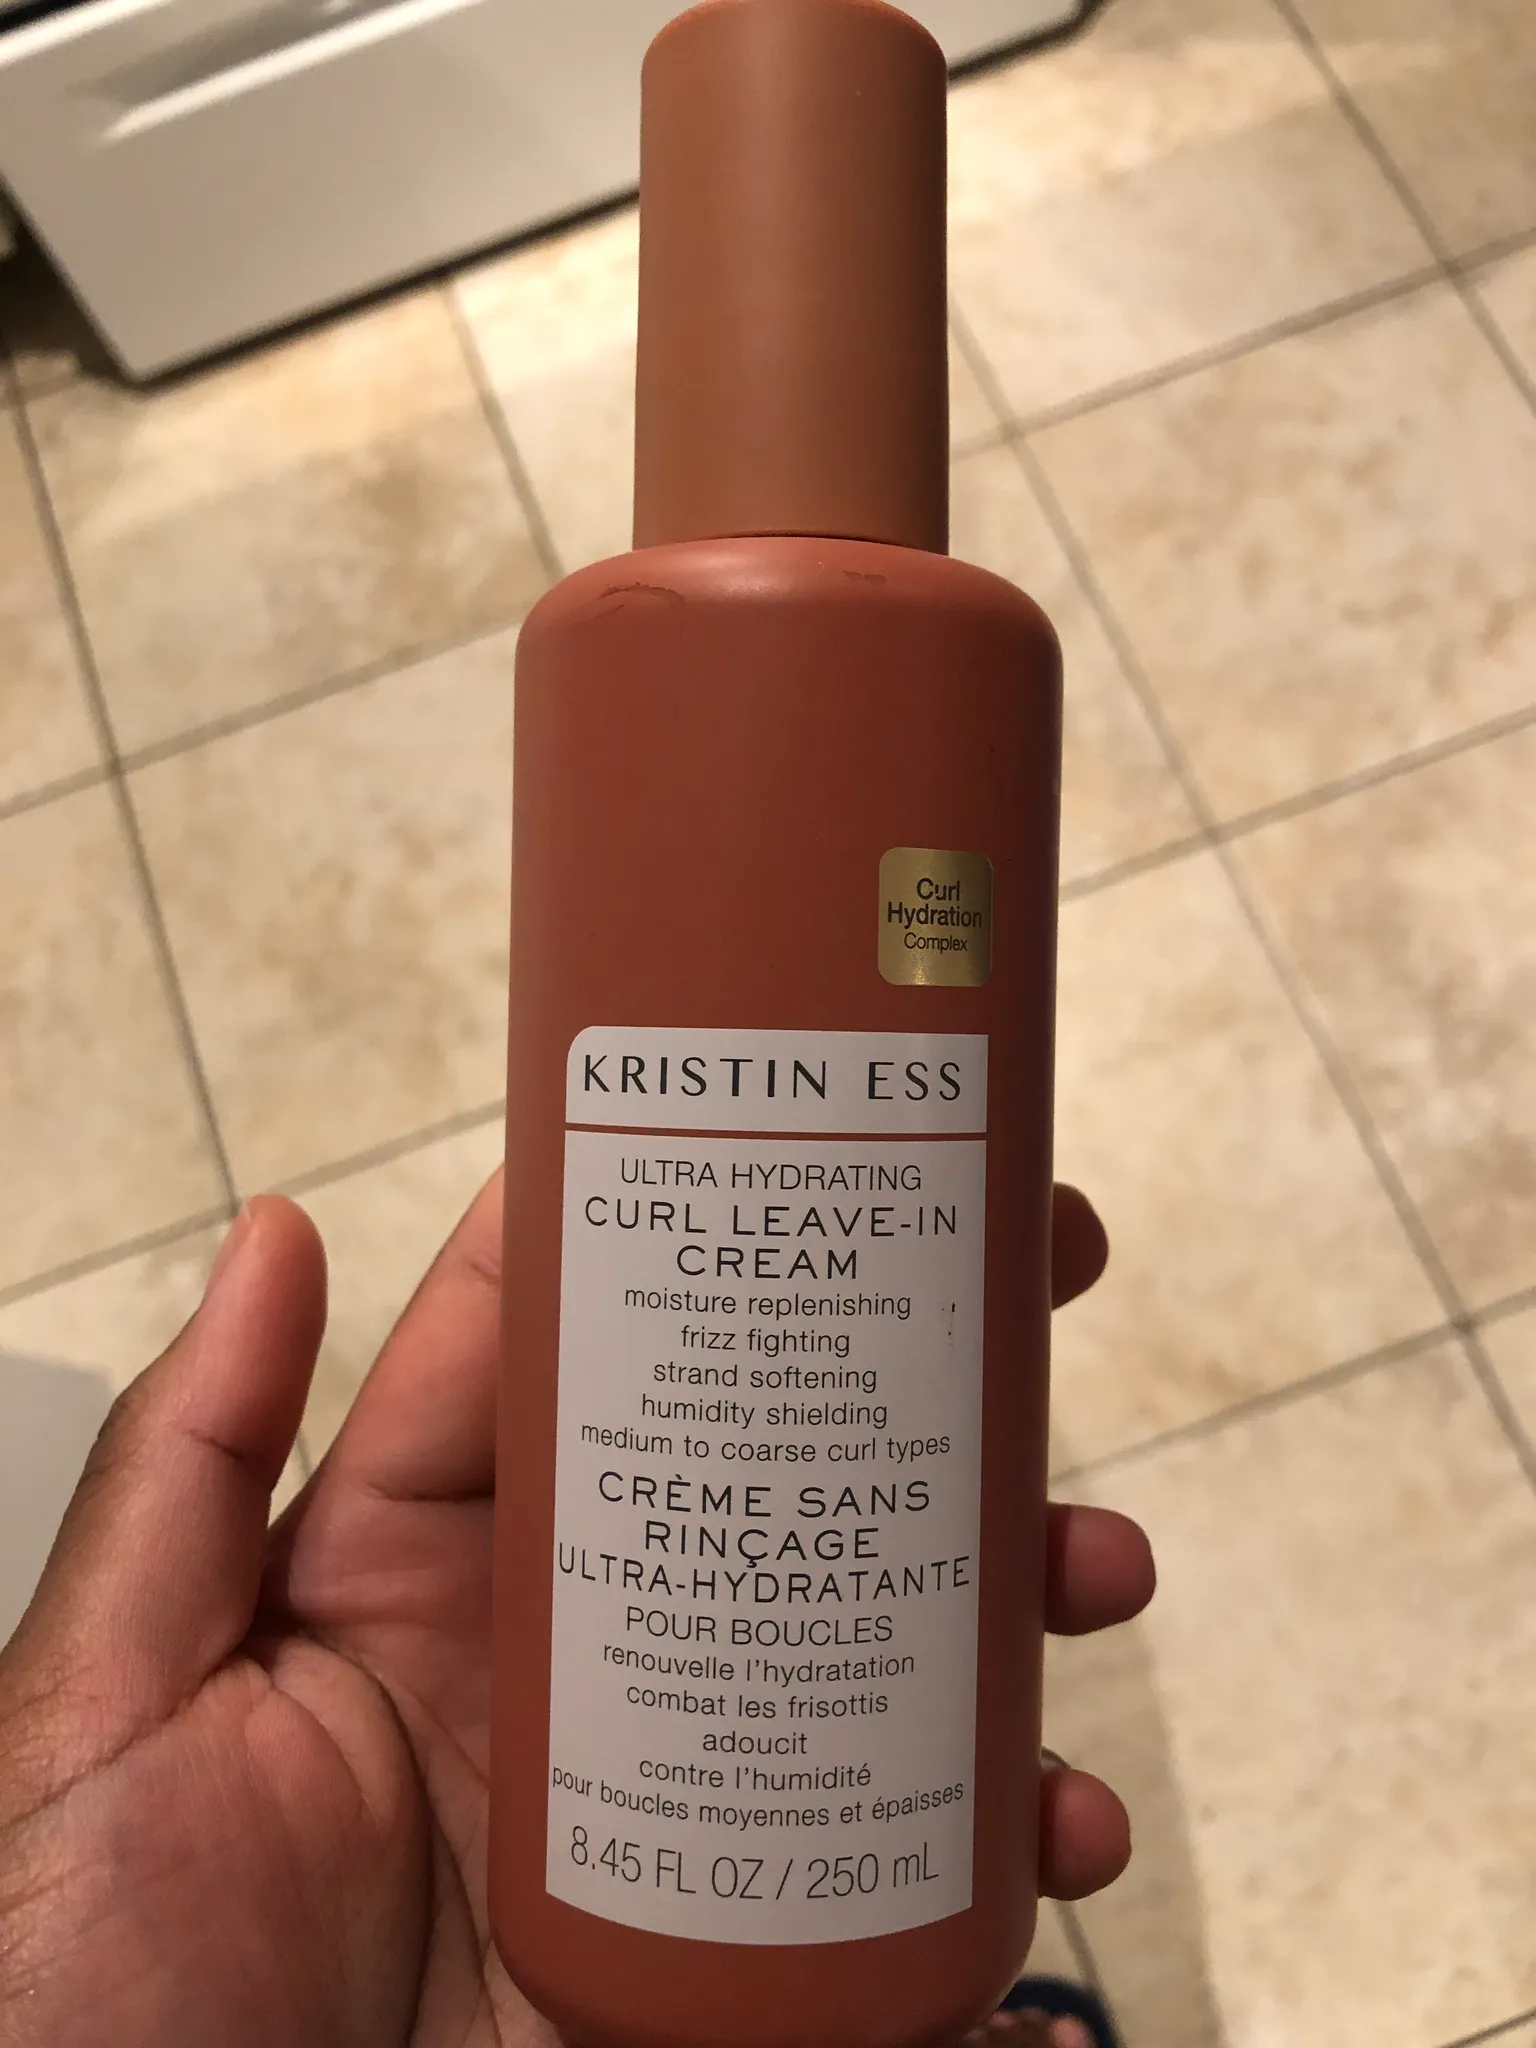 Curl
Hydration
Complex
KRISTIN ESS
ULTRA HYDRATING
CURL LEAVE-IN
CREAM
moisture replenishing
frizz fighting
strand softening
humidity shielding
medium to coarse curl types
CRÈME SANS
RINÇAGE
ULTRA-HYDRATANTE
POUR BOUCLES
renouvelle l'hydratation
combat les frisottis
adoucit
contre l'humidité
pour boucles moyennes et épaisses
8.45 FL OZ / 250 mL